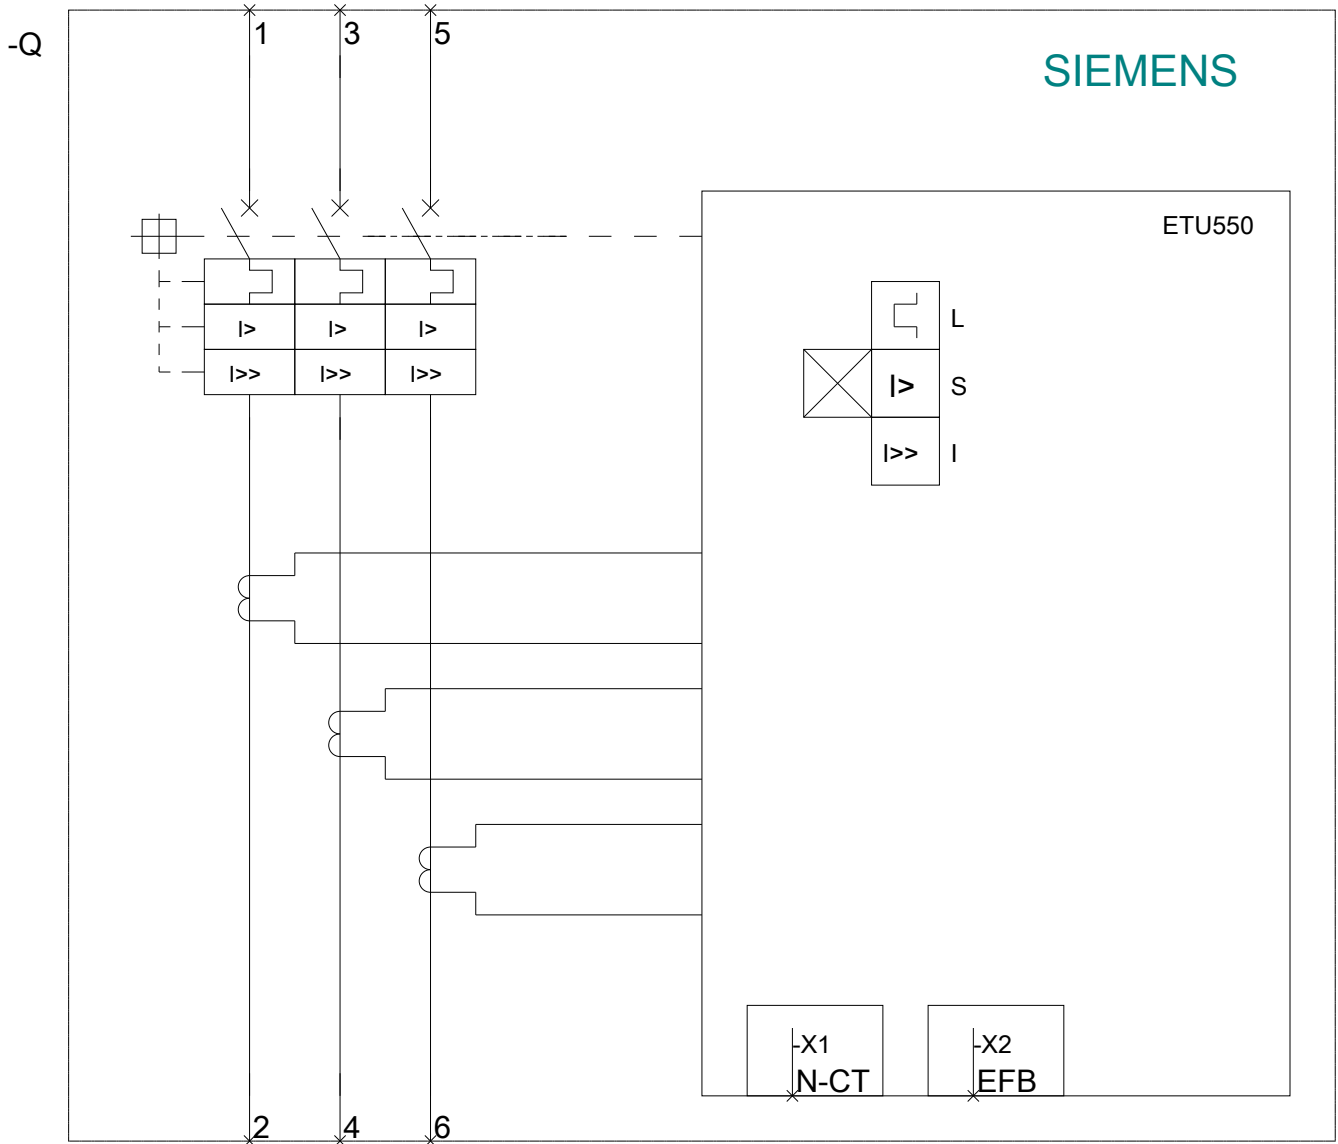 1 3 5
-Q
SIEMENS
ETU550
I> I> I>
I>> I>> I>>
L
I> S
I>> I
-X1 -X2
N-CT EFB
2 4 6